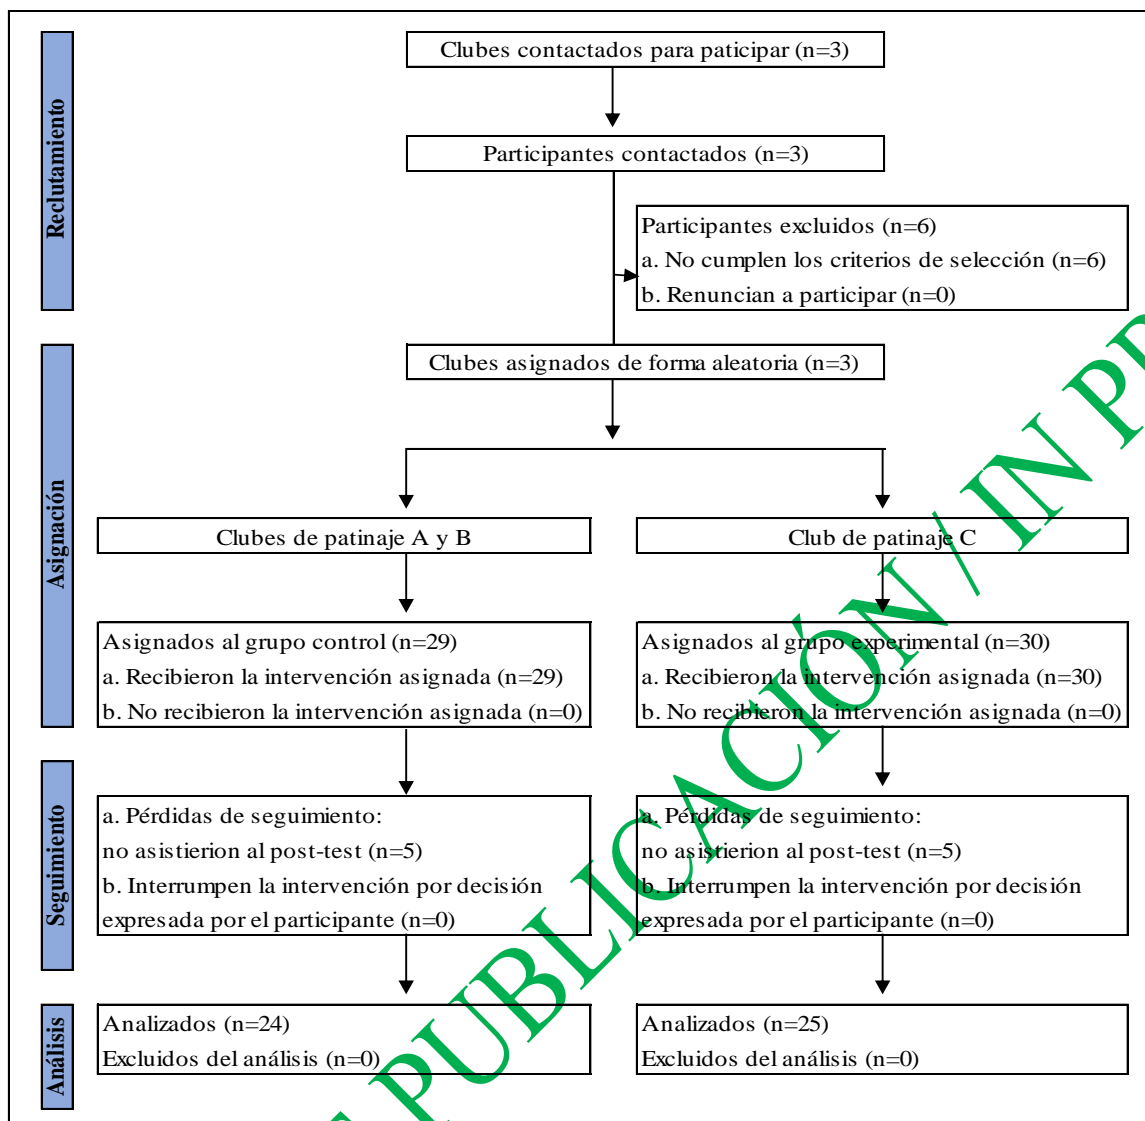 Reclutamiento
Clubes contactados para paticipar (n=3)
Participantes contactados (n=3)
Participantes excluidos (n=6)
a. No cumplen los criterios de selección (n=6)
b. Renuncian a participar (n=0)
Asignación
Clubes asignados de forma aleatoria (n=3)
Clubes de patinaje A y B
Club de patinaje C
Asignados al grupo control (n=29)
a. Recibieron la intervención asignada (n=29)
b. No recibieron la intervención asignada (n=0)
Asignados al grupo experimental (n=30)
a. Recibieron la intervención asignada (n=30)
b. No recibieron la intervención asignada (n=0)
Seguimiento
a. Pérdidas de seguimiento:
no asistierion al post-test (n=5)
b. Interrumpen la intervención por decisión
expresada por el participante (n=0)
a. Pérdidas de seguimiento:
no asistierion al post-test (n=5)
b. Interrumpen la intervención por decisión
expresada por el participante (n=0)
Análisis
Analizados (n=24)
Excluidos del análisis (n=0)
Analizados (n=25)
Excluidos del análisis (n=0)
PUBLICACIÓN / IN